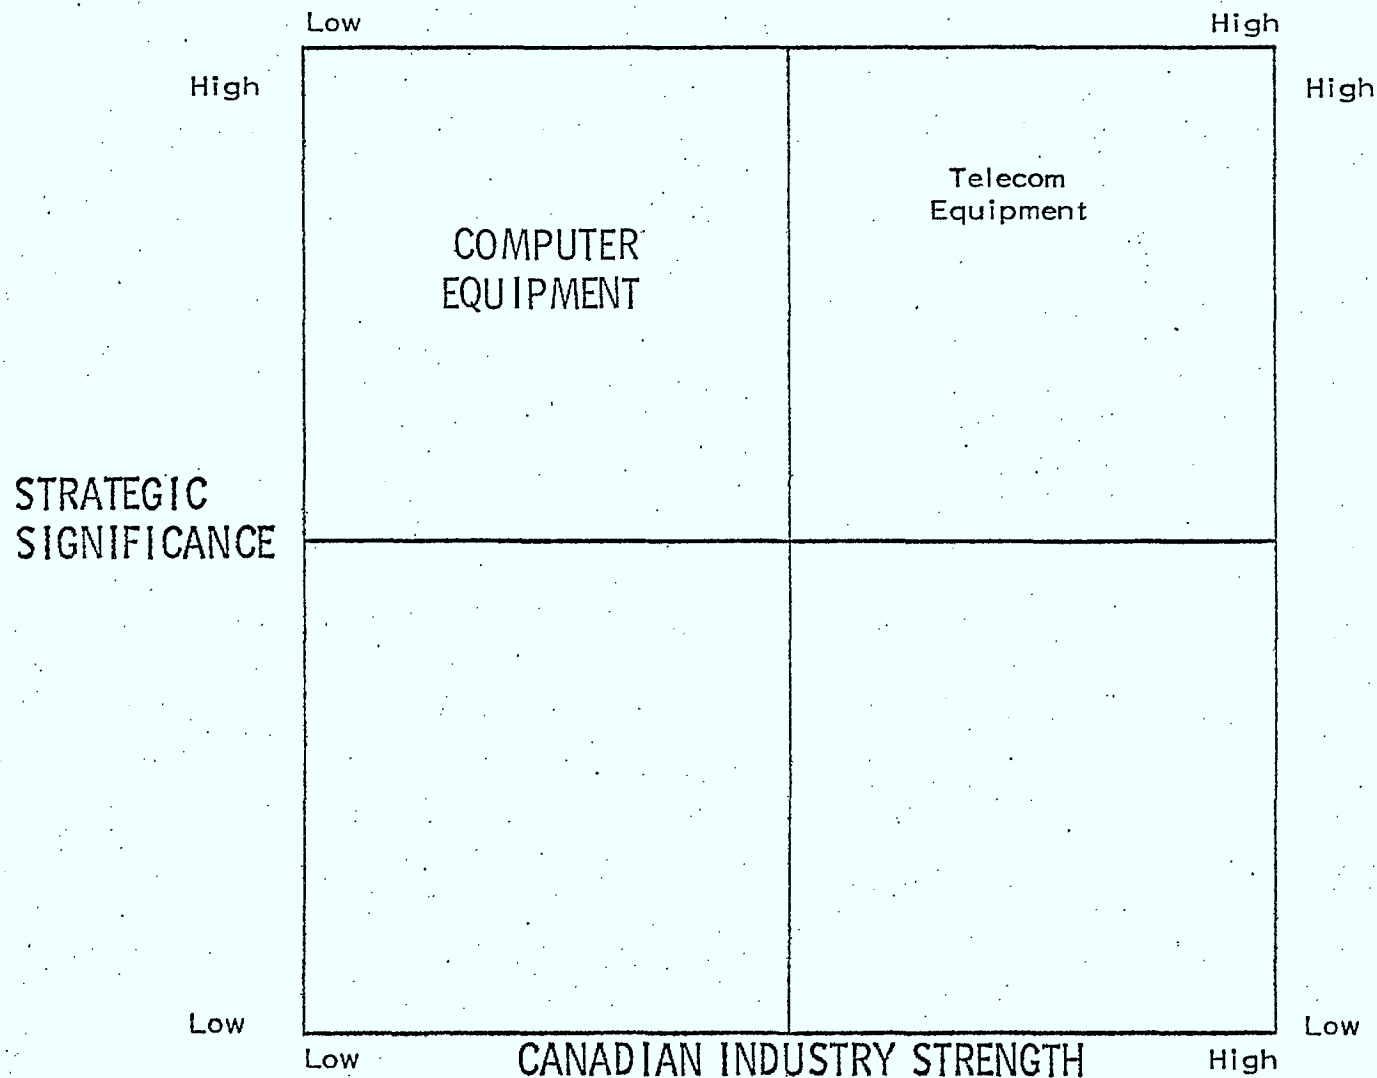 Low High
High High
Telecom
Equipment
COMPUTER
EQUIPMENT
STRATEGIC
SIGNIFICANCE
Low Low
Low CANADIAN INDUSTRY STRENGTH High